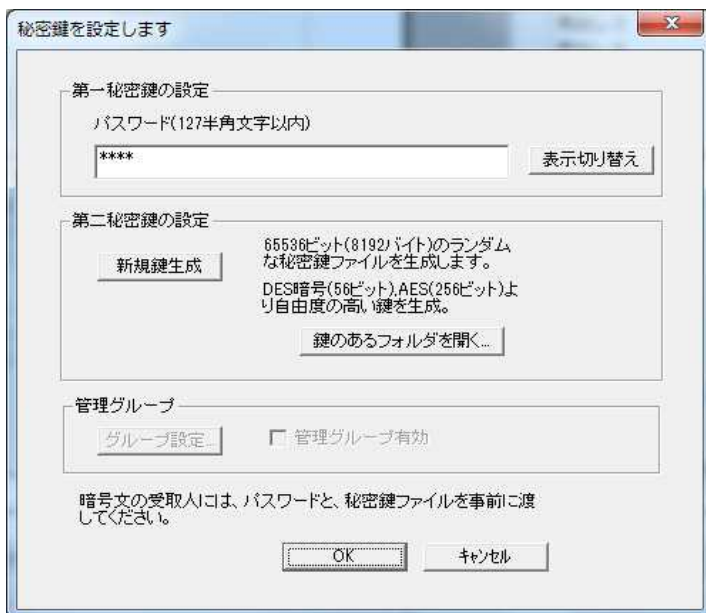 秘密鍵を設定します
第一秘密鍵の設定
パスワード(127半角文字以内)
****
表示切り替え
第二秘密鍵の設定
新規鍵生成
65536ビット(8192バイト)のランダム
な秘密鍵ファイルを生成します。
DES暗号(56ビット),AES(256ビット)よ
り自由度の高い鍵を生成。
鍵のあるフォルダを開く...
管理グループ
グループ設定...
管理グループ有効
暗号文の受取人には、パスワードと、秘密鍵ファイルを事前に渡
してください。
OK
キャンセル